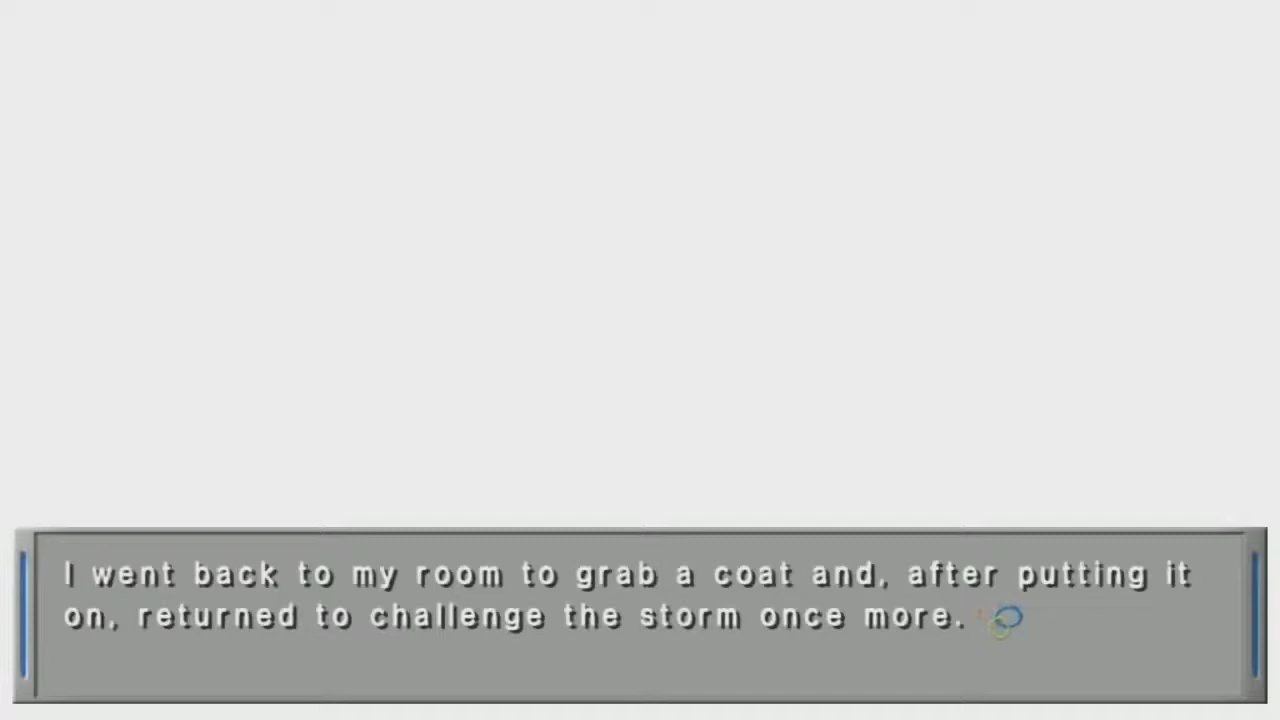 I went back to my room to grab a coat and, after putting it
on, returned to challenge the storm once more.